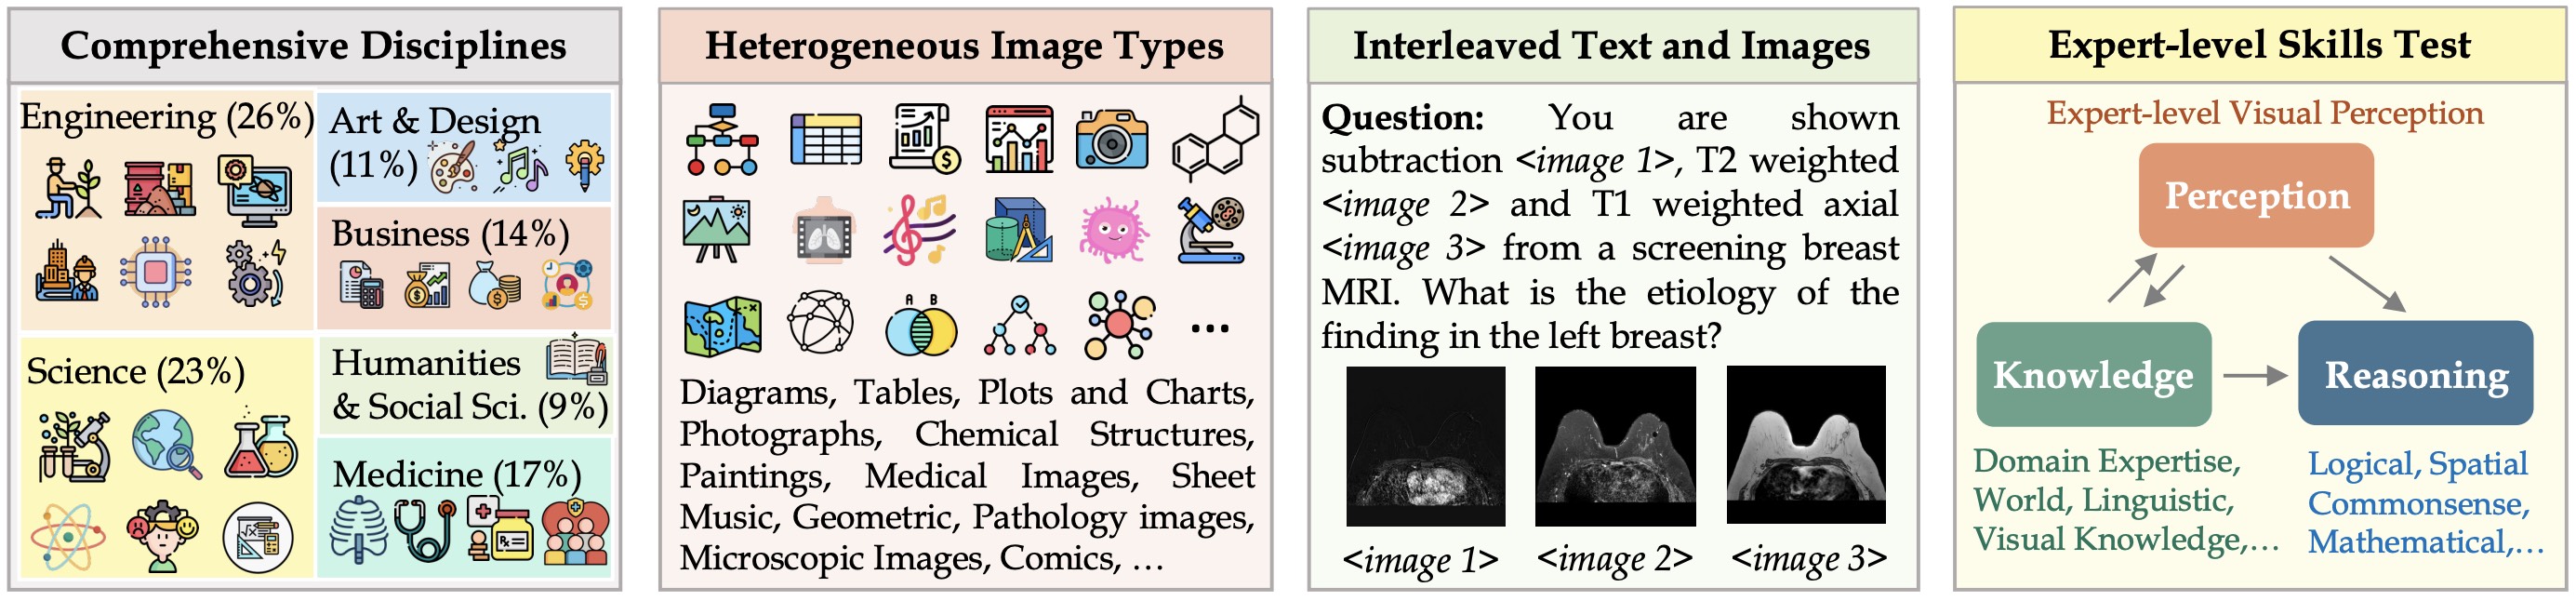 Comprehensive Disciplines
Engineering (26%)
Art & Design
(11%)
Business (14%)
Science (23%)
Humanities
& Social Sci. (9%)
Medicine (17%)
Heterogeneous Image Types
A B
...
Diagrams, Tables, Plots and Charts,
Photographs, Chemical Structures,
Paintings, Medical Images, Sheet
Music, Geometric, Pathology images,
Microscopic Images, Comics, …
Interleaved Text and Images
Question: You are shown
subtraction <image 1>, T2 weighted
<image 2> and T1 weighted axial
<image 3> from a screening breast
MRI. What is the etiology of the
finding in the left breast?
<image 1> <image 2> <image 3>
Expert-level Skills Test
Expert-level Visual Perception
Perception
Knowledge
Reasoning
Domain Expertise,
World, Linguistic,
Visual Knowledge,…
Logical, Spatial
Commonsense,
Mathematical,…